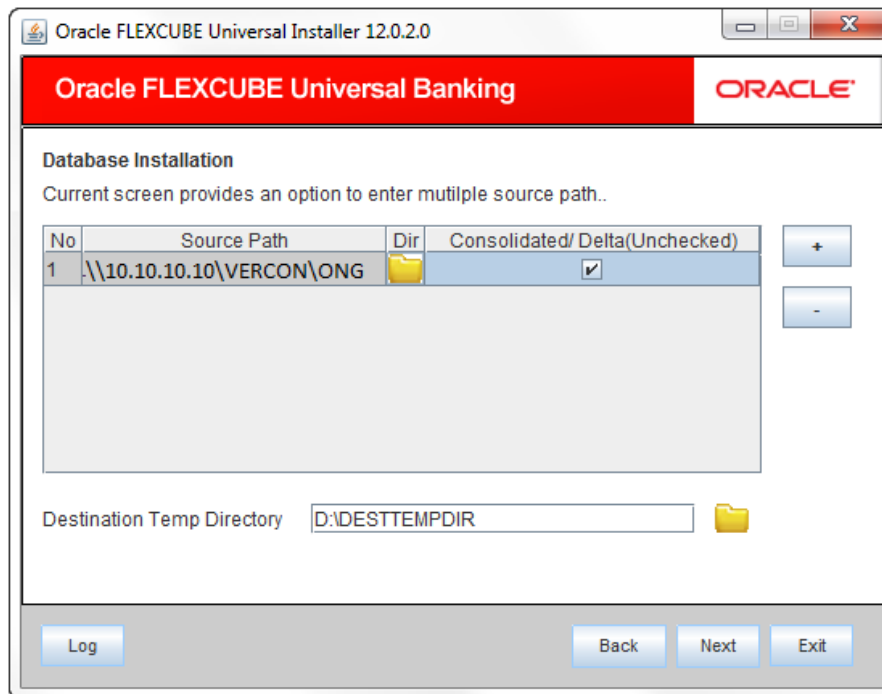 Oracle FLEXCUBE Universal Installer 12.0.2.0
Oracle FLEXCUBE Universal Banking
ORACLE
Database Installation
Current screen provides an option to enter mutilple source path..
No Source Path Dir Consolidated/ Delta(Unchecked)
1 .\\10.10.10.10\VERCON\ONG
+
-
Destination Temp Directory D:\DESTTEMPDIR
Log Back Next Exit